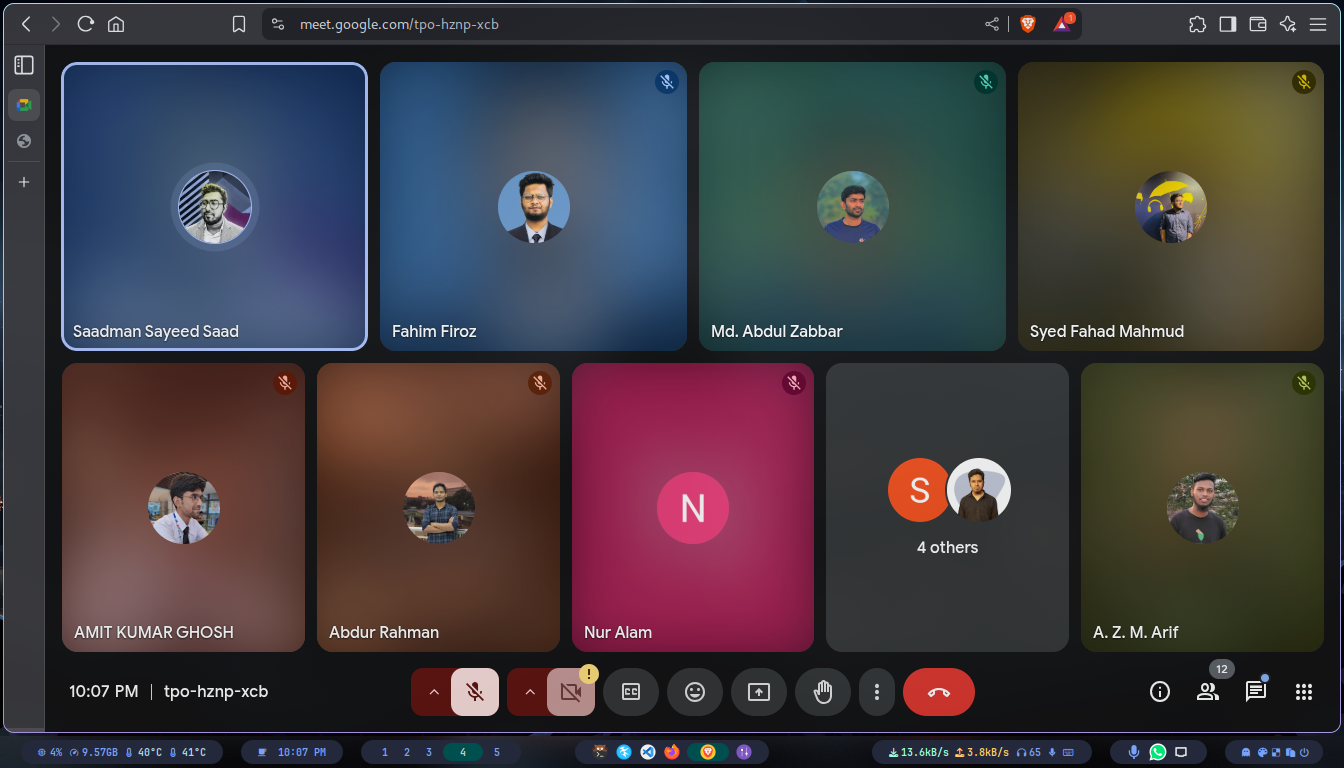 meet.google.com/tpo-hznp-xcb
1
Saadman Sayeed Saad
Fahim Firoz
Md. Abdul Zabbar
Syed Fahad Mahmud
N
S
4 others
AMIT KUMAR GHOSH
Abdur Rahman
Nur Alam
A. Z. M. Arif
10:07 PM | tpo-hznp-xcb
!
CC
12
4% 9.57GB 40°C 41°C
10:07 PM
1 2 3 4 5
13.6kB/s 3.8kB/s 65